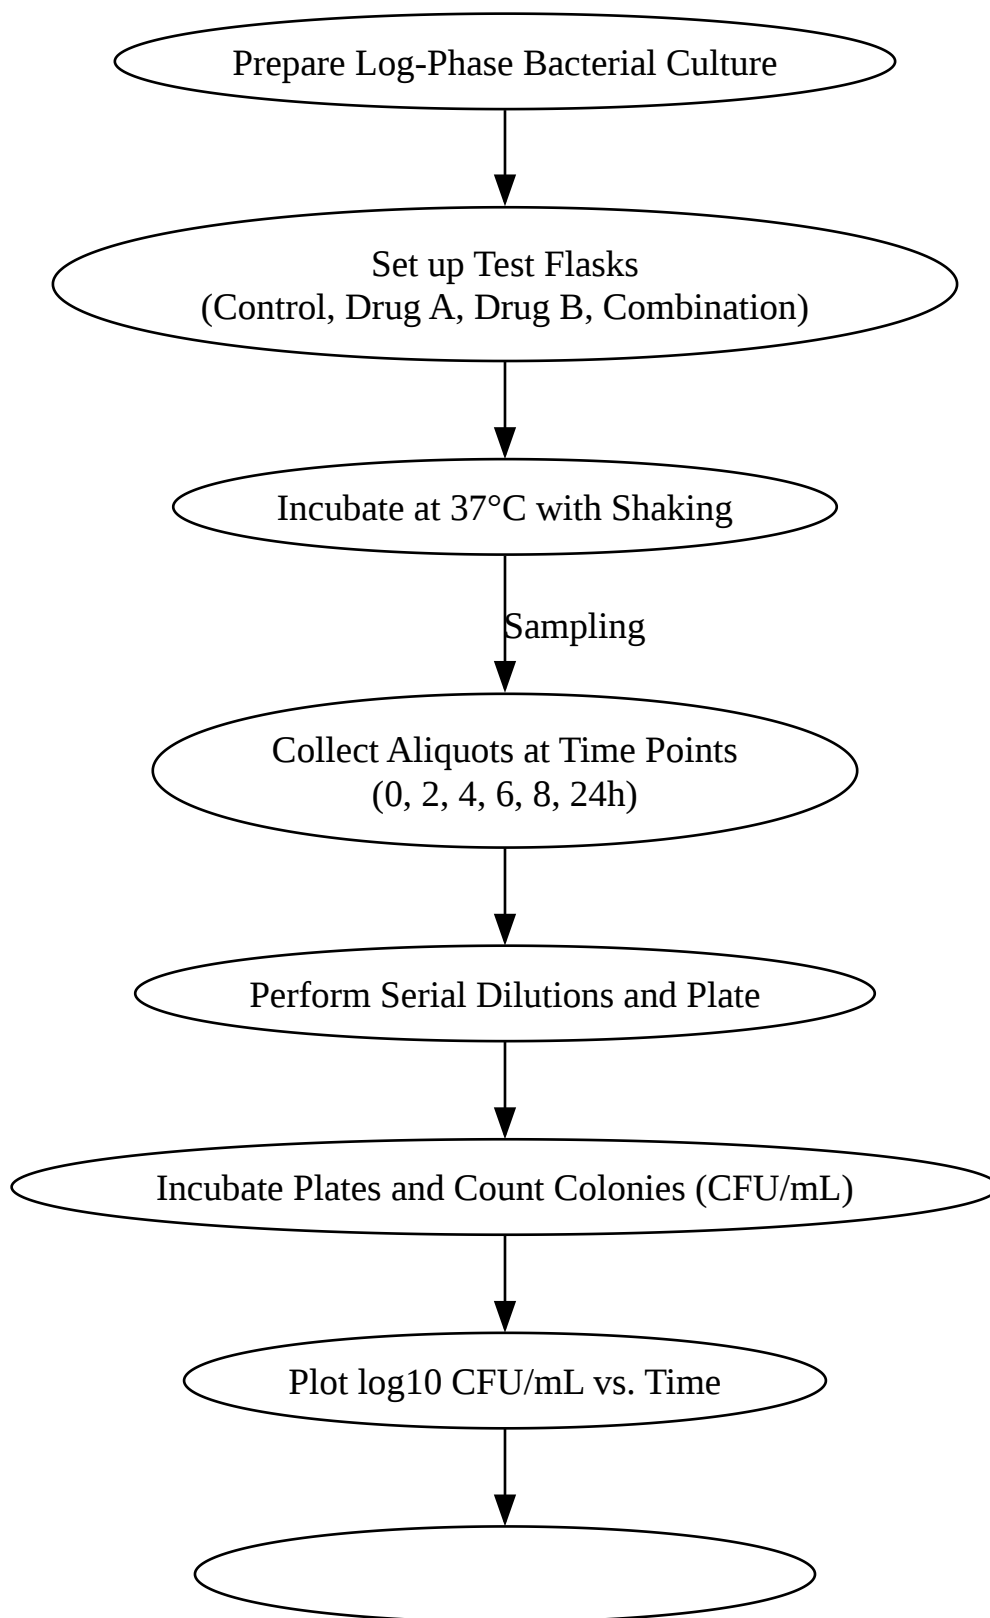 Prepare Log-Phase Bacterial Culture
Set up Test Flasks
(Control, Drug A, Drug B, Combination)
Incubate at 37°C with Shaking
Sampling
Collect Aliquots at Time Points
(0, 2, 4, 6, 8, 24h)
Perform Serial Dilutions and Plate
Incubate Plates and Count Colonies (CFU/mL)
Plot log10 CFU/mL vs. Time